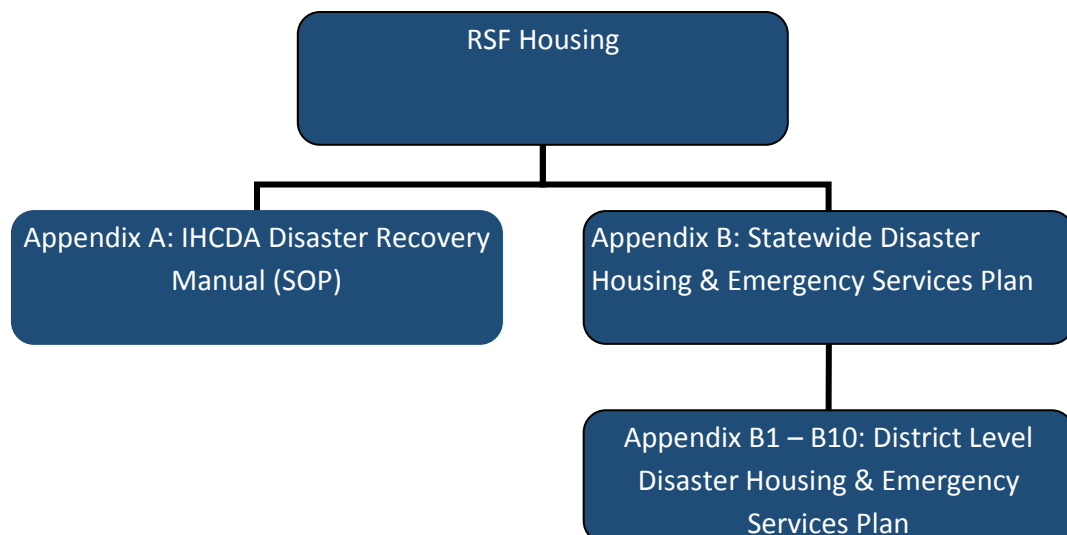 RSF Housing
Appendix A: IHCDA Disaster Recovery
Manual (SOP)
Appendix B: Statewide Disaster
Housing & Emergency Services Plan
Appendix B1 – B10: District Level
Disaster Housing & Emergency
Services Plan